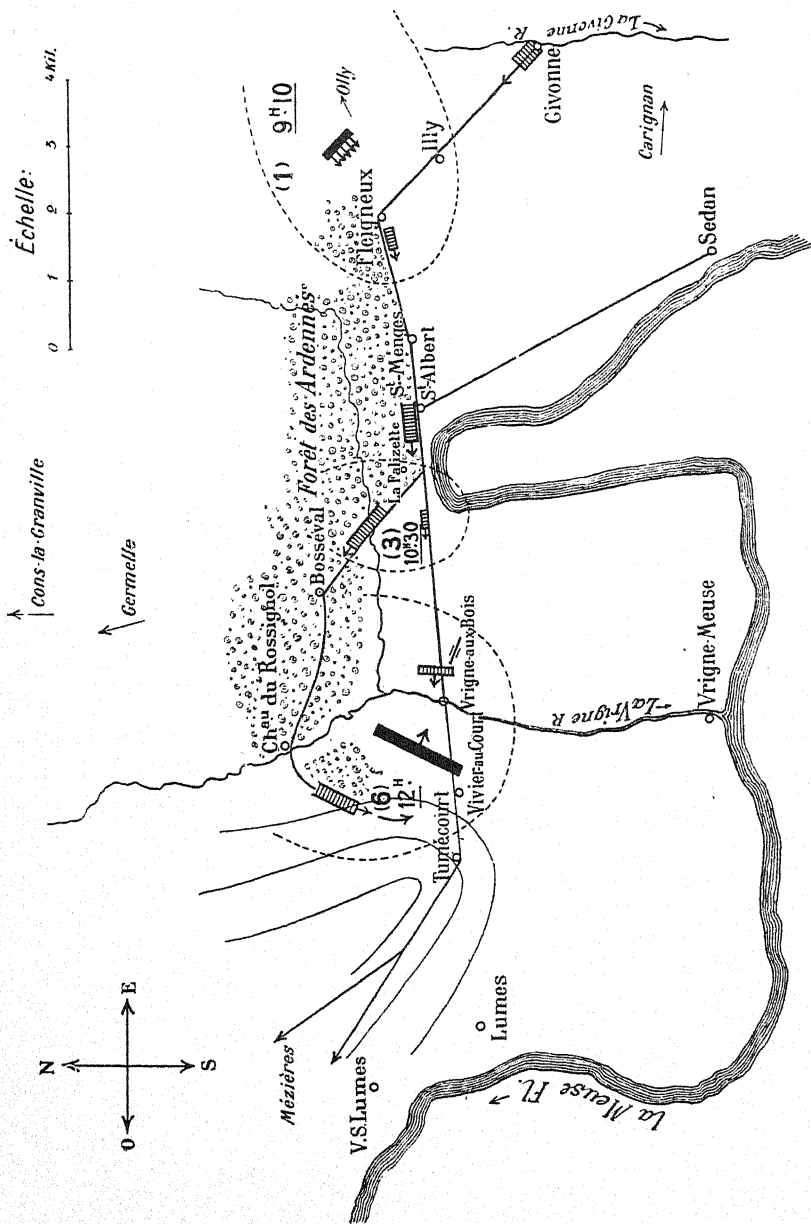 Échelle:
0 1 2 3 4 Kil.
Cons-la-Granville
Germelle
N
O
E
S
(1) 9H10
Olly
Forêt des Ardennes
Fleigneux
Illy
La Givonne R.
Givonne
Carignan
St-Menges
St-Albert
Sedan
La Falizette
Bosseval
(3)
10H30
Chau du Rossighol
(6)
12H
Vrigne-aux-Bois
Vivier-au-Court
Tumécourt
La Vrigne R
Vrigne-Meuse
Mézières
V.S.Lumes
Lumes
La Meuse Fl.